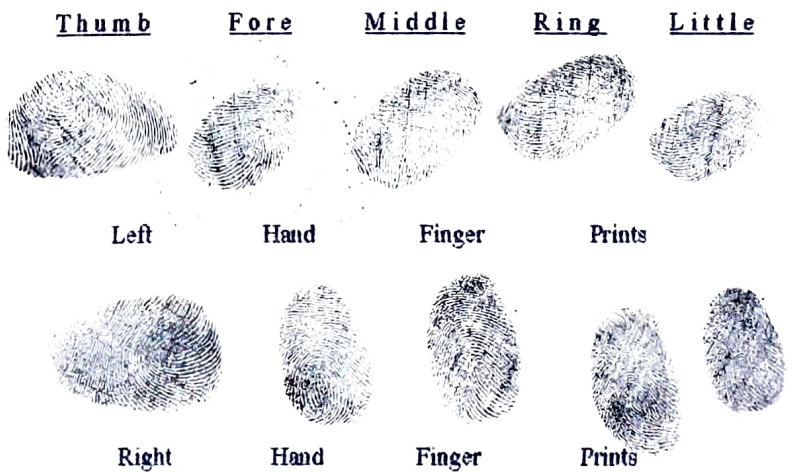 Thumb Fore Middle Ring Little
Left Hand Finger Prints
Right Hand Finger Prints